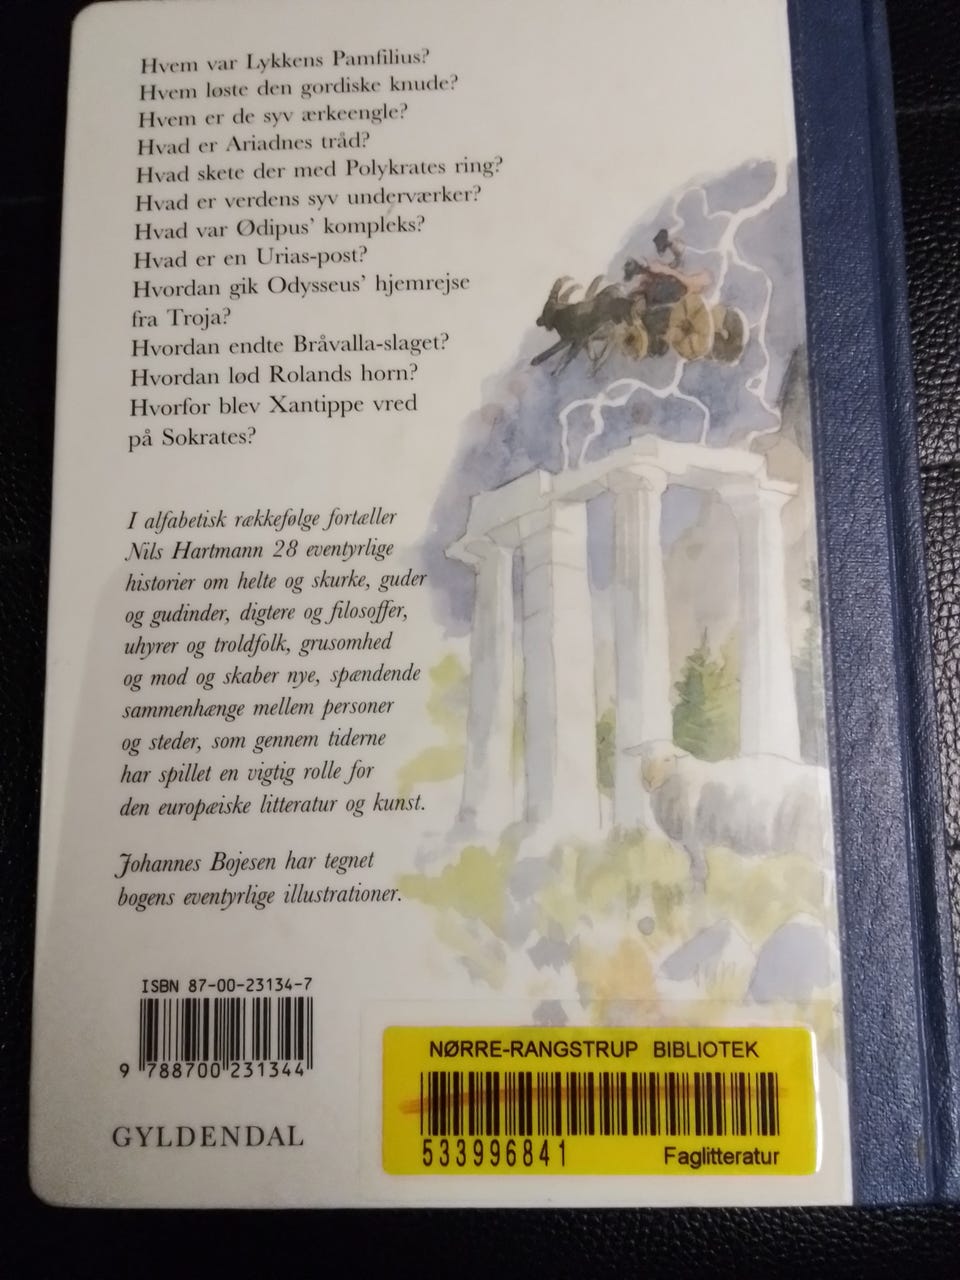 Hvem var Lykkens Pamfilius?
Hvem løste den gordiske knude?
Hvem er de syv ærkeengle?
Hvad er Ariadnes tråd?
Hvad skete der med Polykrates ring?
Hvad er verdens syv underværker?
Hvad var Ødipus' kompleks?
Hvad er en Urias-post?
Hvordan gik Odysseus' hjemrejse
fra Troja?
Hvordan endte Bråvalla-slaget?
Hvordan lød Rolands horn?
Hvorfor blev Xantippe vred
på Sokrates?
I alfabetisk rækkefølge fortæller
Nils Hartmann 28 eventyrlige
historier om helte og skurke, guder
og gudinder, digtere og filosoffer,
uhyrer og troldfolk, grusomhed
og mod og skaber nye, spændende
sammenhænge mellem personer
og steder, som gennem tiderne
har spillet en vigtig rolle for
den europæiske litteratur og kunst.
Johannes Bojesen har tegnet
bogens eventyrlige illustrationer.
ISBN 87-00-23134-7
9 788700 231344
GYLDENDAL
NØRRE-RANGSTRUP BIBLIOTEK
533996841
Faglitteratur